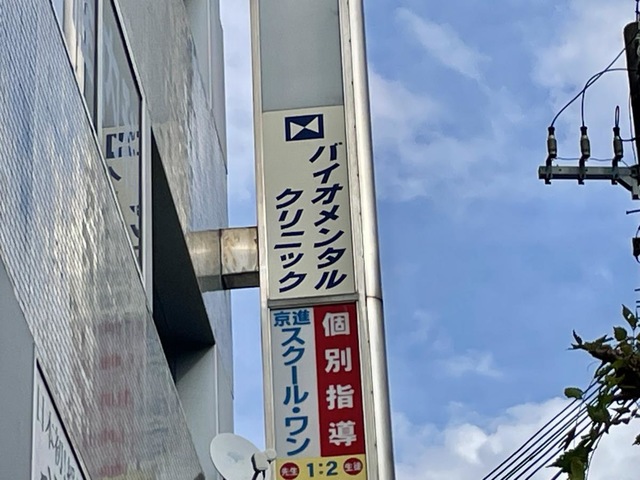 バイオメンタル
クリニック
個別指導
京進
スクール・ワン
先生 1:2 生徒